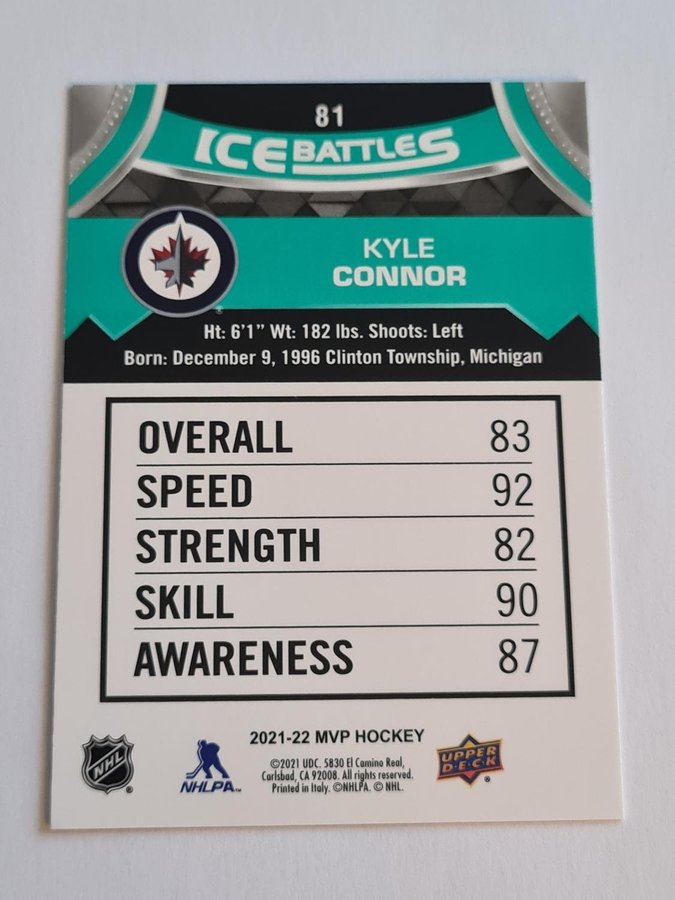 81
ICE BATTLES
KYLE
CONNOR
Ht: 6'1" Wt: 182 lbs. Shoots: Left
Born: December 9, 1996 Clinton Township, Michigan
OVERALL 83
SPEED 92
STRENGTH 82
SKILL 90
AWARENESS 87
2021-22 MVP HOCKEY
©2021 UDC. 5830 El Camino Real,
Carlsbad, CA 92008. All rights reserved.
Printed in Italy. ©NHLPA. © NHL.
NHL
NHLPA™
UPPER
DECK